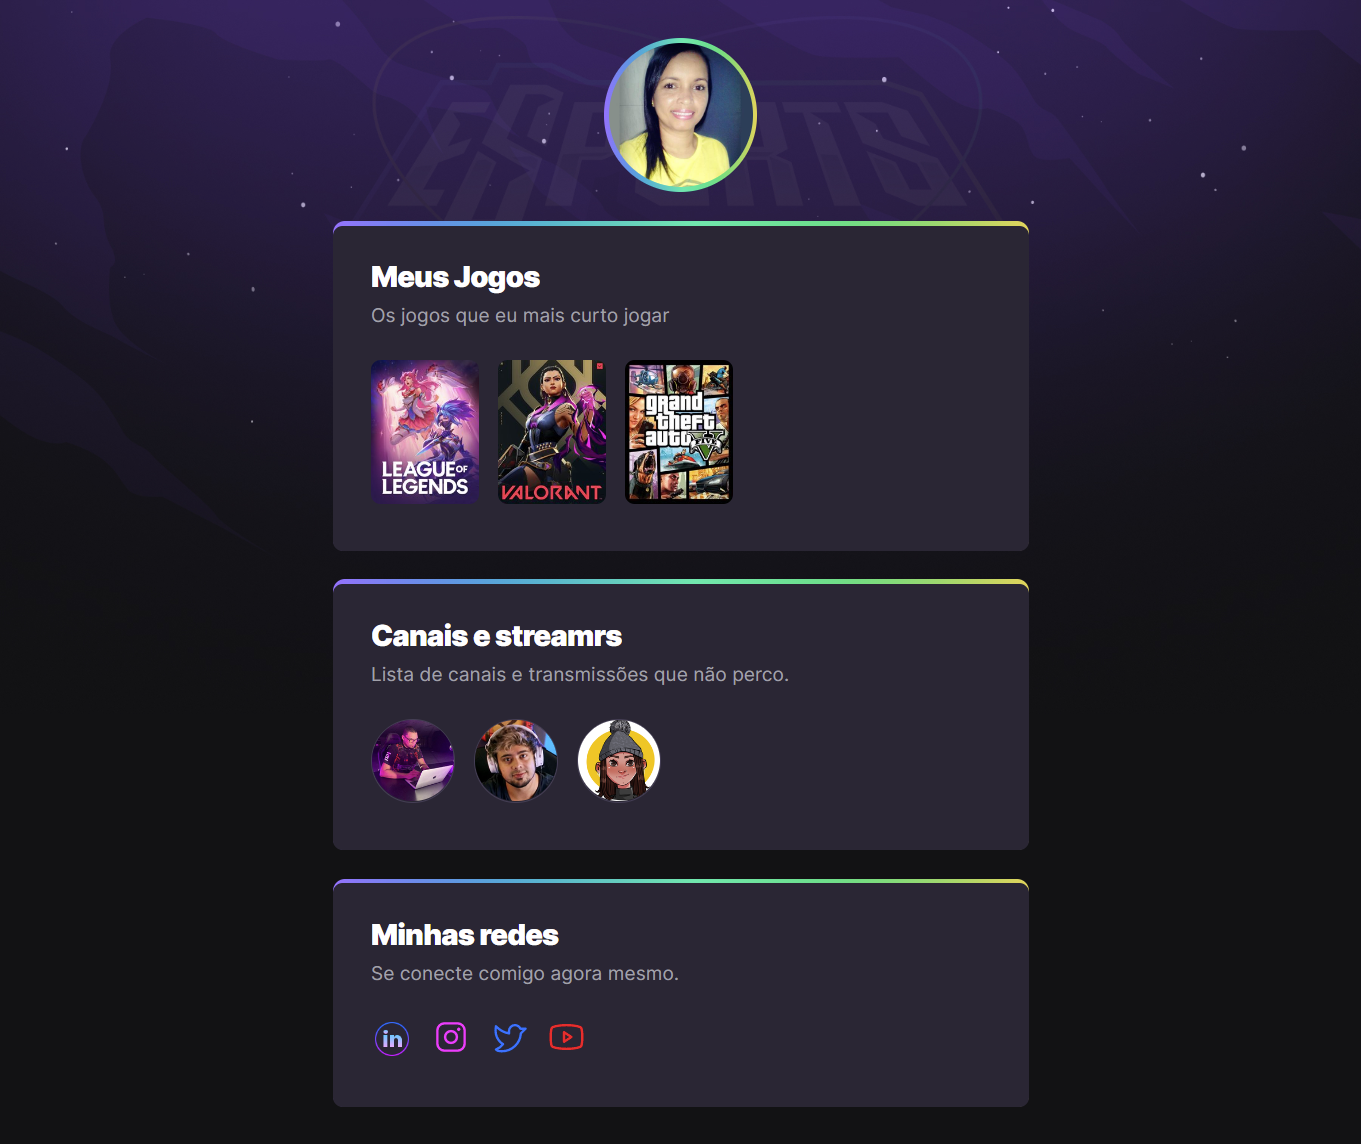 ESPORTS
Meus Jogos
Os jogos que eu mais curto jogar
LEAGUE OF
LEGENDS
VALORANT
grand
theft
auto
FIVE
Canais e streamrs
Lista de canais e transmissões que não perco.
Minhas redes
Se conecte comigo agora mesmo.
in